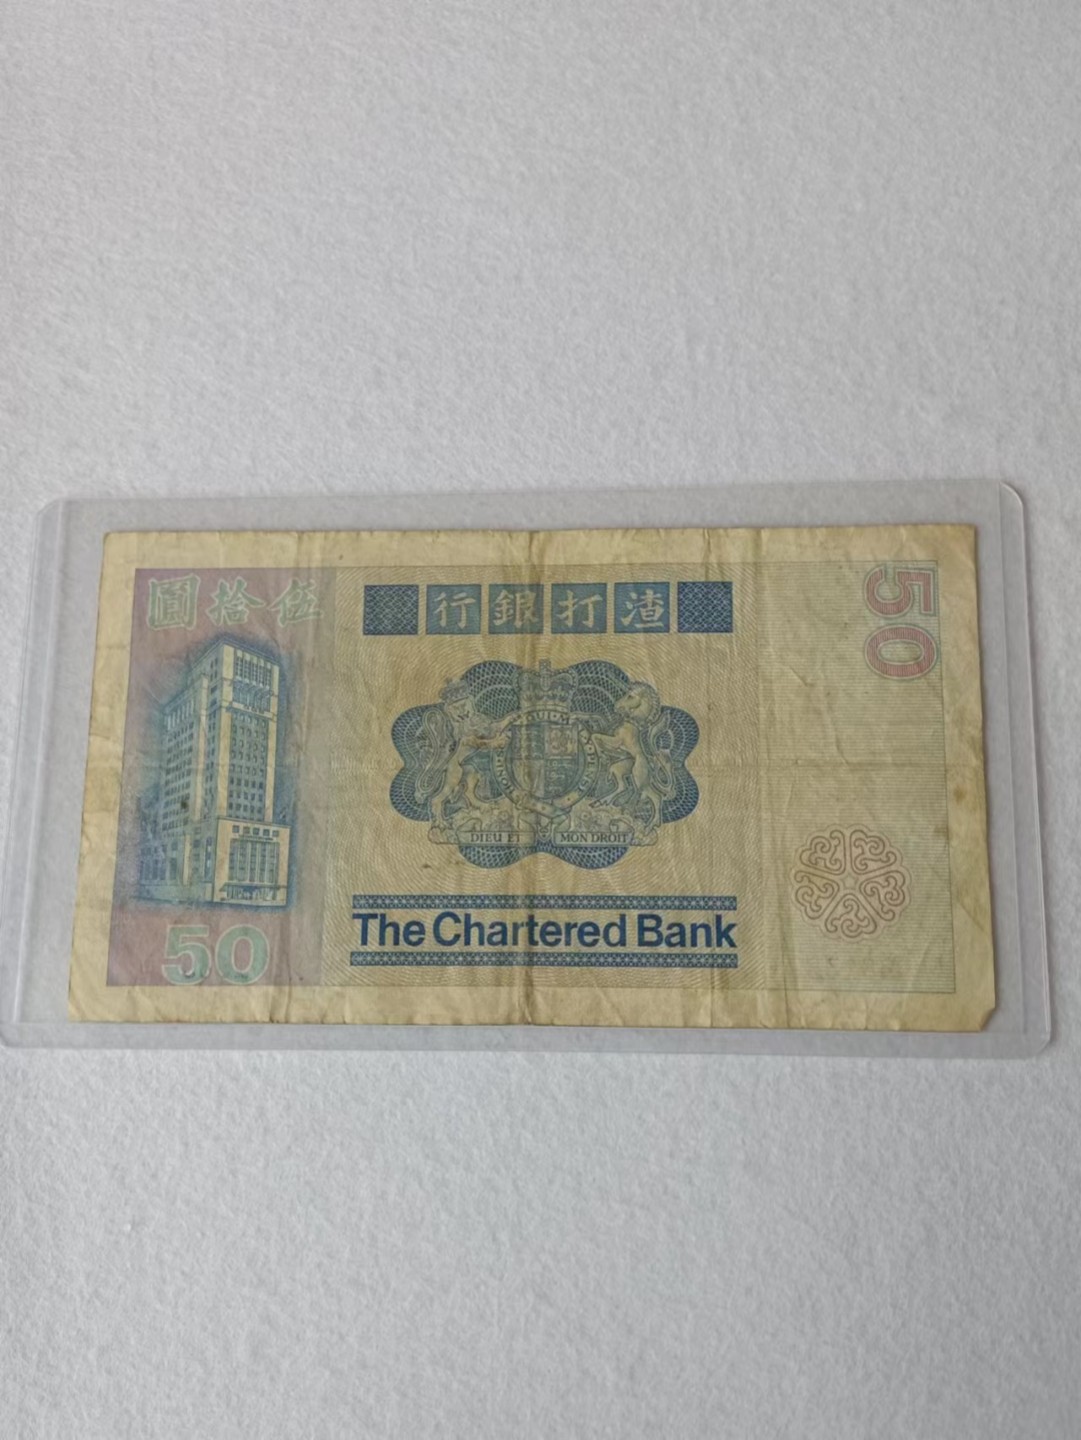 圓拾伍
行銀打渣
50
DIEU ET MON DROIT
The Chartered Bank
50